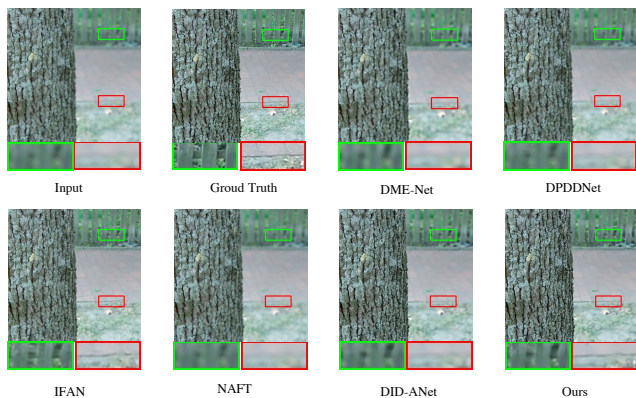 Input
Groud Truth
DME-Net
DPDDNet
IFAN
NAFT
DID-ANet
Ours